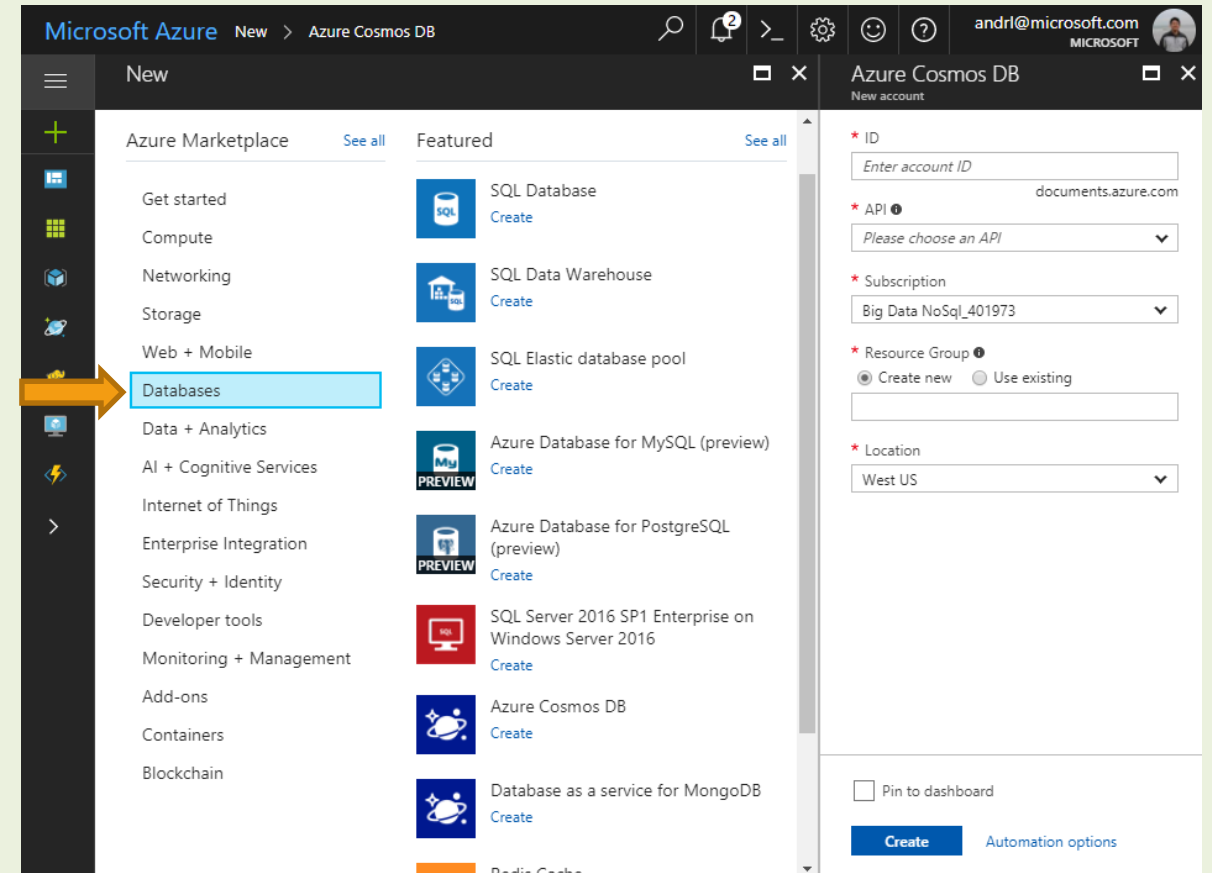 Microsoft Azure New > Azure Cosmos DB
2
andrl@microsoft.com
MICROSOFT
New
Azure Marketplace See all
Get started
Compute
Networking
Storage
Web + Mobile
Databases
Data + Analytics
AI + Cognitive Services
Internet of Things
Enterprise Integration
Security + Identity
Developer tools
Monitoring + Management
Add-ons
Containers
Blockchain
Featured See all
SQL
SQL Database
Create
SQL
SQL Data Warehouse
Create
SQL Elastic database pool
Create
My
PREVIEW
Azure Database for MySQL (preview)
Create
PREVIEW
Azure Database for PostgreSQL
(preview)
Create
SQL
SQL Server 2016 SP1 Enterprise on
Windows Server 2016
Create
Azure Cosmos DB
Create
Database as a service for MongoDB
Create
Redis Cache
Azure Cosmos DB
New account
* ID
Enter account ID
documents.azure.com
* API
Please choose an API
* Subscription
Big Data NoSql_401973
* Resource Group
Create new Use existing
* Location
West US
Pin to dashboard
Create Automation options